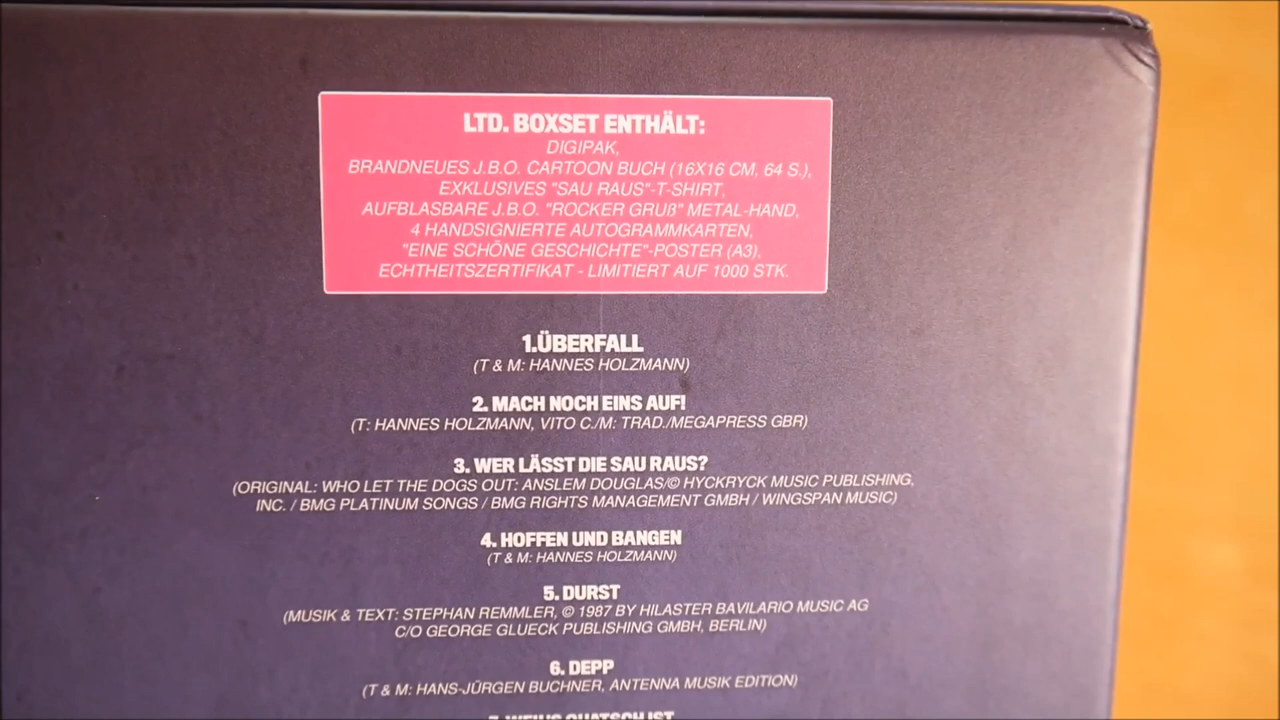 LTD. BOXSET ENTHÄLT:
DIGIPAK,
BRANDNEUES J.B.O. CARTOON BUCH (16X16 CM, 64 S.),
EXKLUSIVES "SAU RAUS"-T-SHIRT,
AUFBLASBARE J.B.O. "ROCKER GRUß" METAL-HAND,
4 HANDSIGNIERTE AUTOGRAMMKARTEN,
"EINE SCHÖNE GESCHICHTE"-POSTER (A3),
ECHTHEITSZERTIFIKAT - LIMITIERT AUF 1000 STK.
1.ÜBERFALL
(T & M: HANNES HOLZMANN)
2. MACH NOCH EINS AUF!
(T: HANNES HOLZMANN, VITO C./M: TRAD./MEGAPRESS GBR)
3. WER LÄSST DIE SAU RAUS?
(ORIGINAL: WHO LET THE DOGS OUT: ANSLEM DOUGLAS/© HYCKRYCK MUSIC PUBLISHING,
INC. / BMG PLATINUM SONGS / BMG RIGHTS MANAGEMENT GMBH / WINGSPAN MUSIC)
4. HOFFEN UND BANGEN
(T & M: HANNES HOLZMANN)
5. DURST
(MUSIK & TEXT: STEPHAN REMMLER, © 1987 BY HILASTER BAVILARIO MUSIC AG
C/O GEORGE GLUECK PUBLISHING GMBH, BERLIN)
6. DEPP
(T & M: HANS-JÜRGEN BUCHNER, ANTENNA MUSIK EDITION)
QUATSCH IST